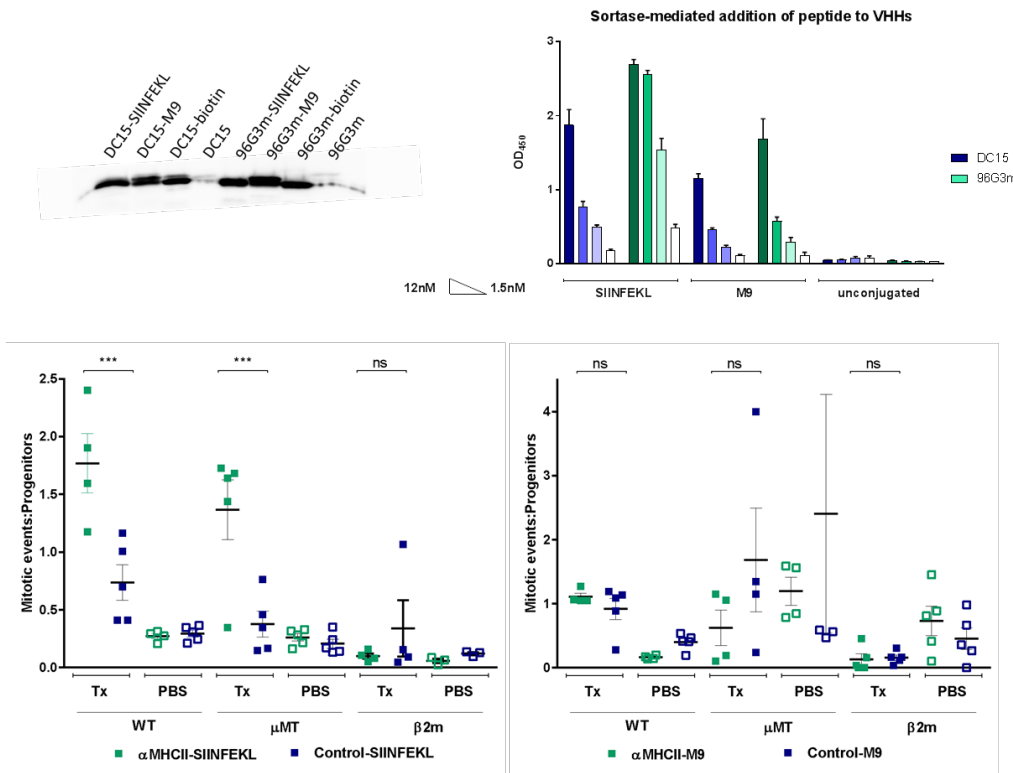 DC15-SIINFEKL
DC15-M9
DC15-biotin
DC15
96G3m-SIINFEKL
96G3m-M9
96G3m-biotin
96G3m
Sortase-mediated addition of peptide to VHHs
3
2
1
0
OD450
DC15
96G3m
12nM 1.5nM
SIINFEKL M9 unconjugated
*** *** ns
2.5
2.0
1.5
1.0
0.5
0.0
Mitotic events:Progenitors
Tx PBS Tx PBS Tx PBS
WT μMT β2m
αMHCII-SIINFEKL Control-SIINFEKL
ns ns ns
4
3
2
1
0
Mitotic events:Progenitors
Tx PBS Tx PBS Tx PBS
WT μMT β2m
αMHCII-M9 Control-M9